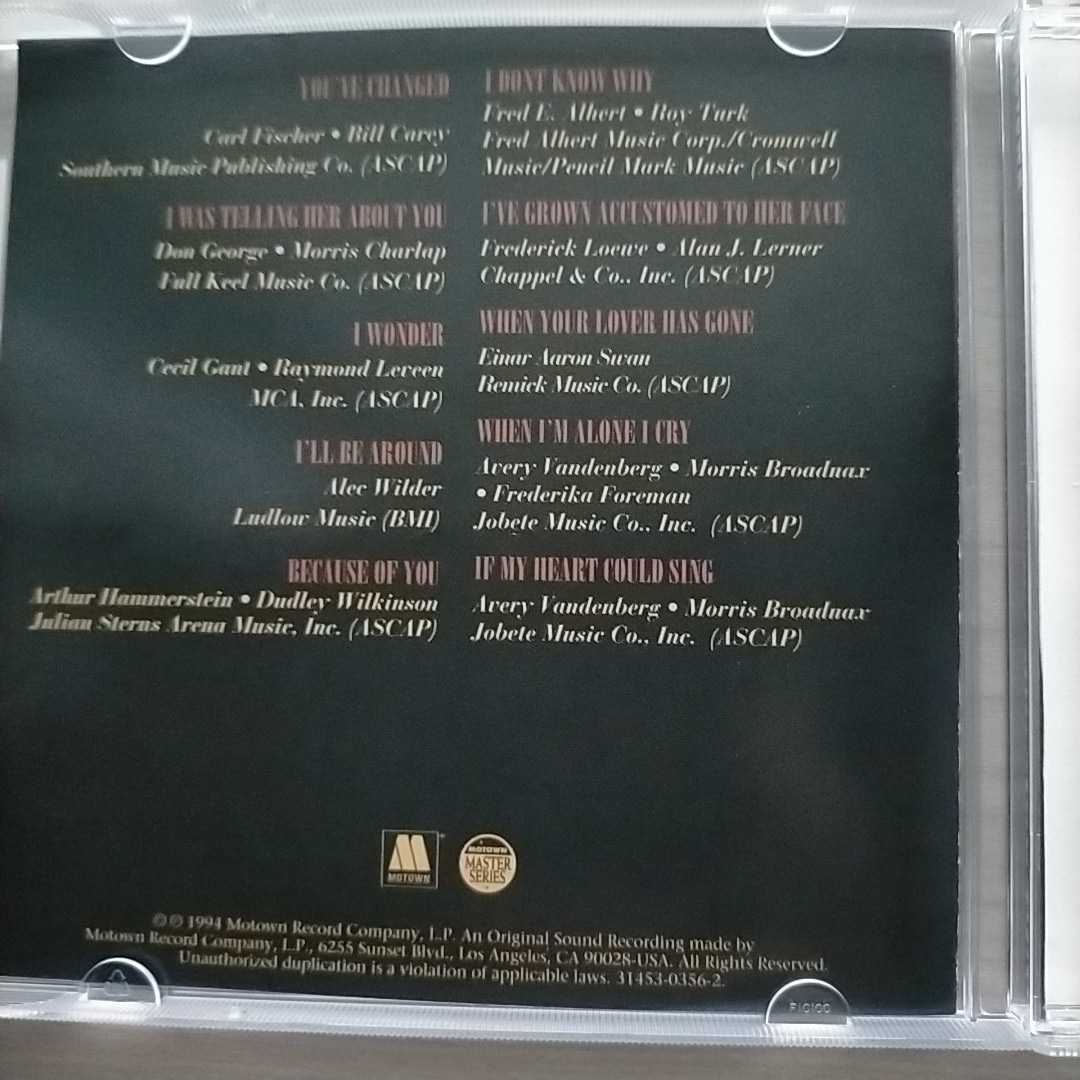 YOU'VE CHANGED
Carl Fischer • Bill Carey
Southern Music Publishing Co. (ASCAP)
I WAS TELLING HER ABOUT YOU
Don George • Morris Charlap
Full Keel Music Co. (ASCAP)
I WONDER
Cecil Gant • Raymond Leveen
MCA, Inc. (ASCAP)
I'LL BE AROUND
Alec Wilder
Ludlow Music (BMI)
BECAUSE OF YOU
Arthur Hammerstein • Dudley Wilkinson
Julian Sterns Arena Music, Inc. (ASCAP)
I DONT KNOW WHY
Fred E. Albert • Roy Turk
Fred Albert Music Corp./Cromwell
Music/Pencil Mark Music (ASCAP)
I'VE GROWN ACCUSTOMED TO HER FACE
Frederick Loewe • Alan J. Lerner
Chappel & Co., Inc. (ASCAP)
WHEN YOUR LOVER HAS GONE
Einar Aaron Swan
Remick Music Co. (ASCAP)
WHEN I'M ALONE I CRY
Avery Vandenberg • Morris Broadnax
• Frederika Foreman
Jobete Music Co., Inc. (ASCAP)
IF MY HEART COULD SING
Avery Vandenberg • Morris Broadnax
Jobete Music Co., Inc. (ASCAP)
MOTOWN
MOTOWN
MASTER
SERIES
© ℗ 1994 Motown Record Company, L.P. An Original Sound Recording made by
Motown Record Company, L.P., 6255 Sunset Blvd., Los Angeles, CA 90028-USA. All Rights Reserved.
Unauthorized duplication is a violation of applicable laws. 31453-0356-2.